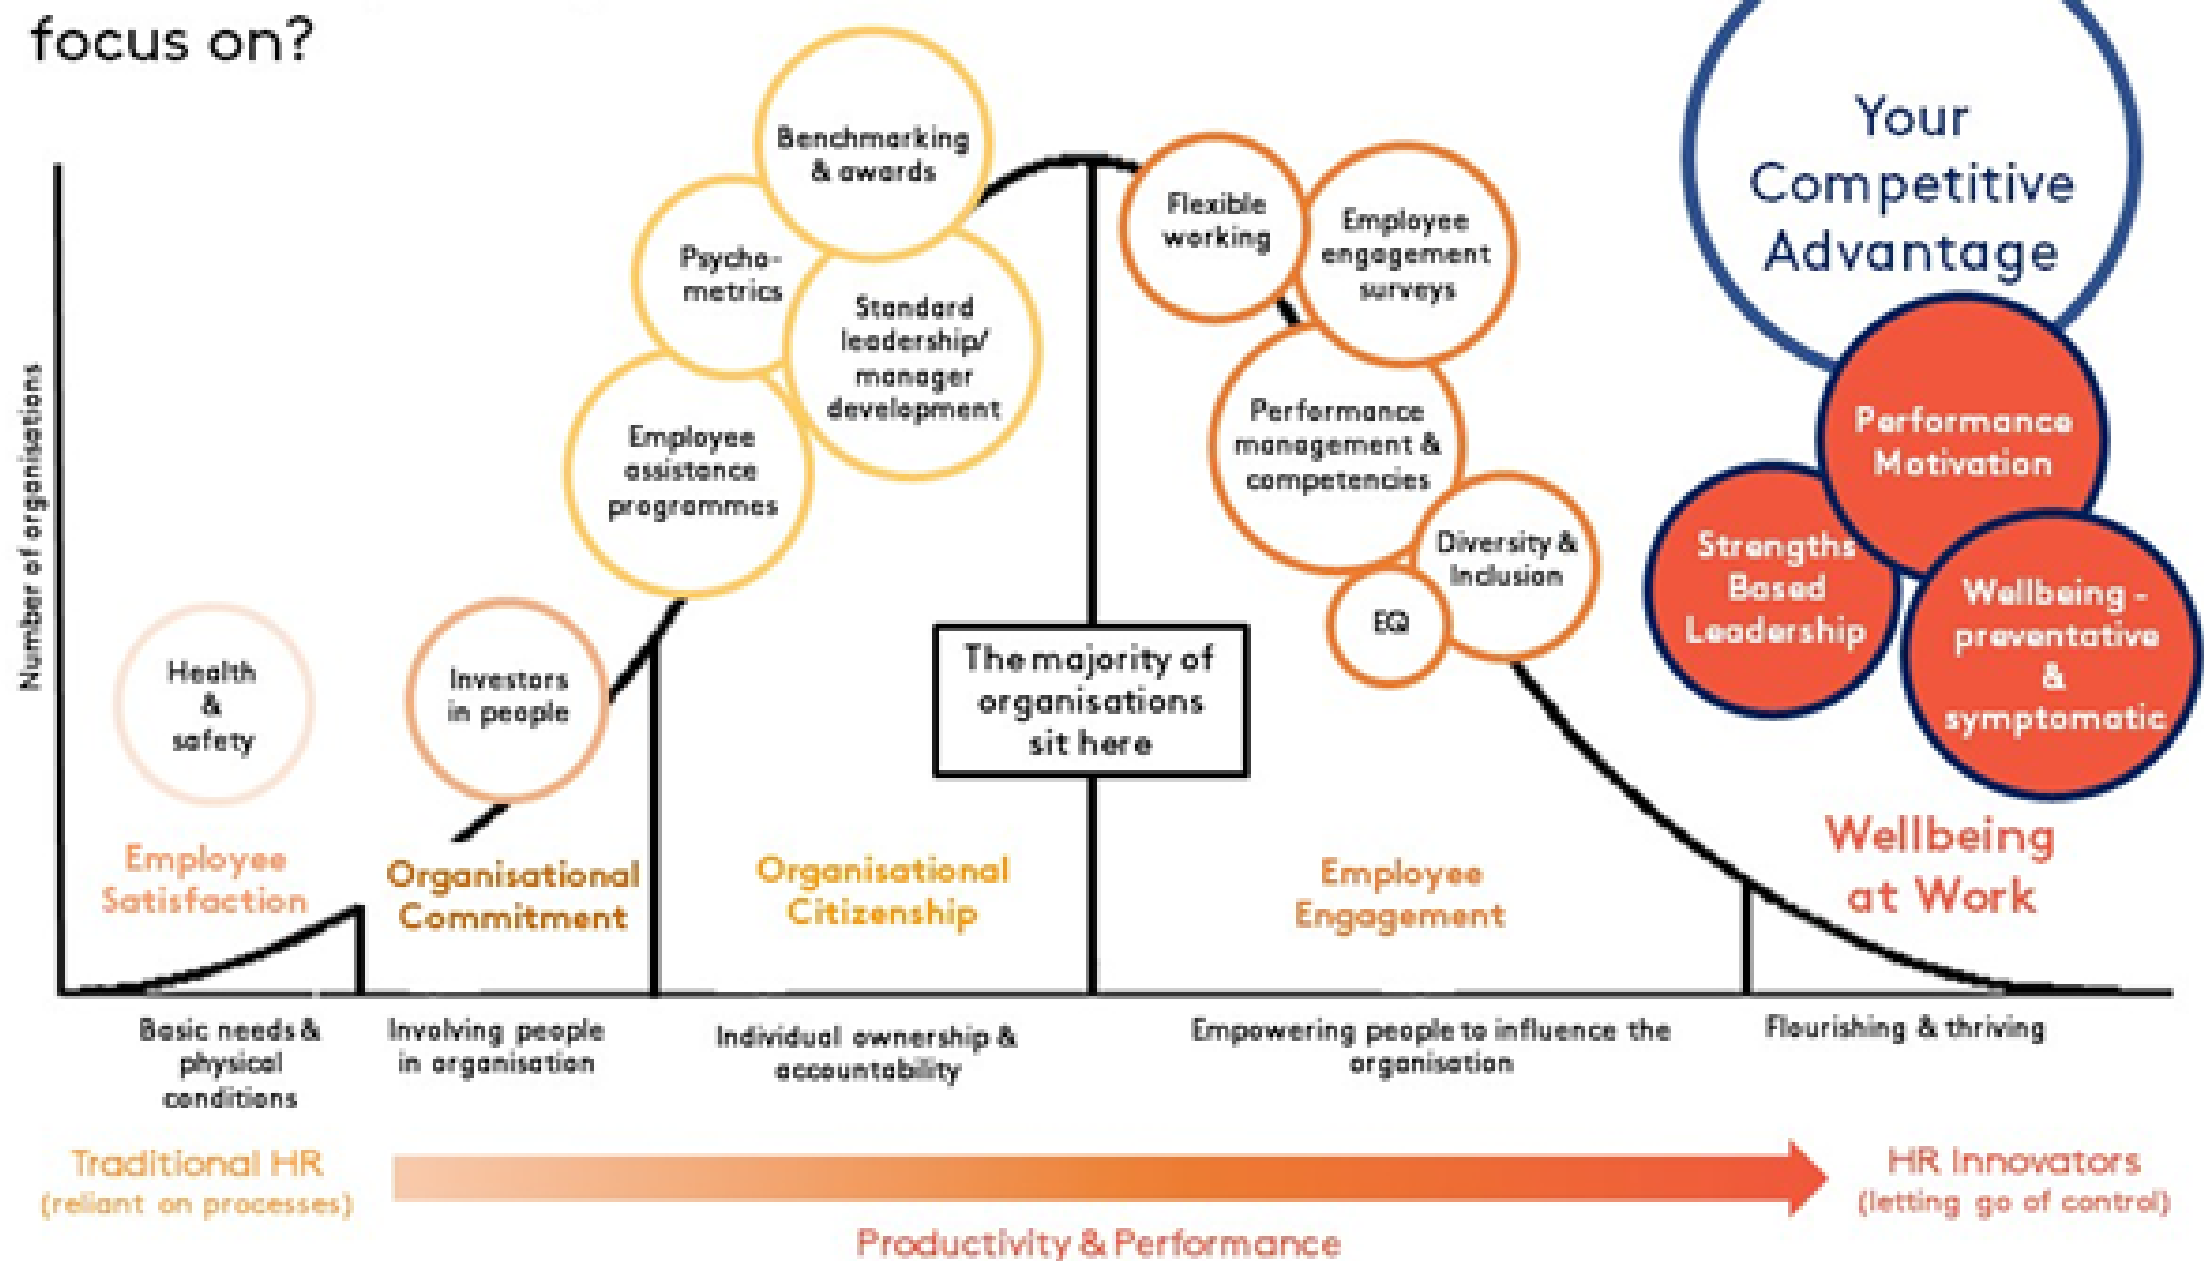 focus on?
Number of organisations
Benchmarking
& awards
Psycho-
metrics
Standard
leadership/
manager
development
Employee
assistance
programmes
Health
&
safety
Investors
in people
Flexible
working
Employee
engagement
surveys
Performance
management &
competencies
Diversity &
Inclusion
EQ
The majority of
organisations
sit here
Your
Competitive
Advantage
Performance
Motivation
Strengths
Based
Leadership
Wellbeing -
preventative
&
symptomatic
Employee
Satisfaction
Organisational
Commitment
Organisational
Citizenship
Employee
Engagement
Wellbeing
at Work
Basic needs &
physical
conditions
Involving people
in organisation
Individual ownership &
accountability
Empowering people to influence the
organisation
Flourishing & thriving
Traditional HR
(reliant on processes)
HR Innovators
(letting go of control)
Productivity & Performance